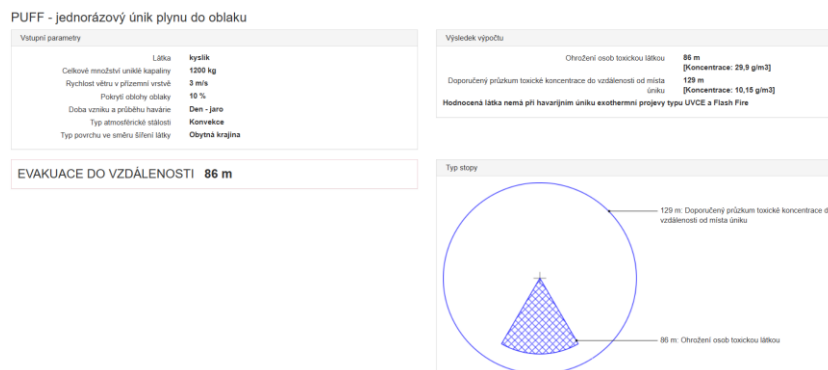 PUFF - jednorázový únik plynu do oblaku
Vstupní parametry
Látka kyslík
Celkové množství uniklé kapaliny 1200 kg
Rychlost větru v přízemní vrstvě 3 m/s
Pokrytí oblohy oblaky 10 %
Doba vzniku a průběhu havárie Den - jaro
Typ atmosférické stálosti Konvekce
Typ povrchu ve směru šíření látky Obytná krajina
EVAKUACE DO VZDÁLENOSTI 86 m
Výsledek výpočtu
Ohrožení osob toxickou látkou 86 m
[Koncentrace: 29,9 g/m3]
Doporučený průzkum toxické koncentrace do vzdálenosti od místa 129 m
úniku [Koncentrace: 10,15 g/m3]
Hodnocená látka nemá při havarijním úniku exothermní projevy typu UVCE a Flash Fire
Typ stopy
129 m: Doporučený průzkum toxické koncentrace d
vzdálenosti od místa úniku
86 m: Ohrožení osob toxickou látkou